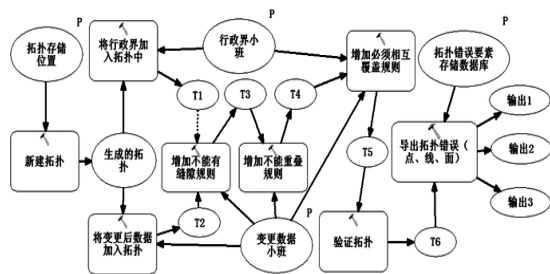 P
P
P
拓扑存储
位置
将行政界加
入拓扑中
行政界小
班
增加必须相互
覆盖规则
拓扑错误要素
存储数据库
T1
T3
T4
输出1
新建拓扑
生成的拓
扑
增加不能有
缝隙规则
增加不能重叠
规则
T5
导出拓扑错误(
点、线、面)
输出2
输出3
T2
P
将变更后数据
加入拓扑
变更数据
小班
验证拓扑
T6